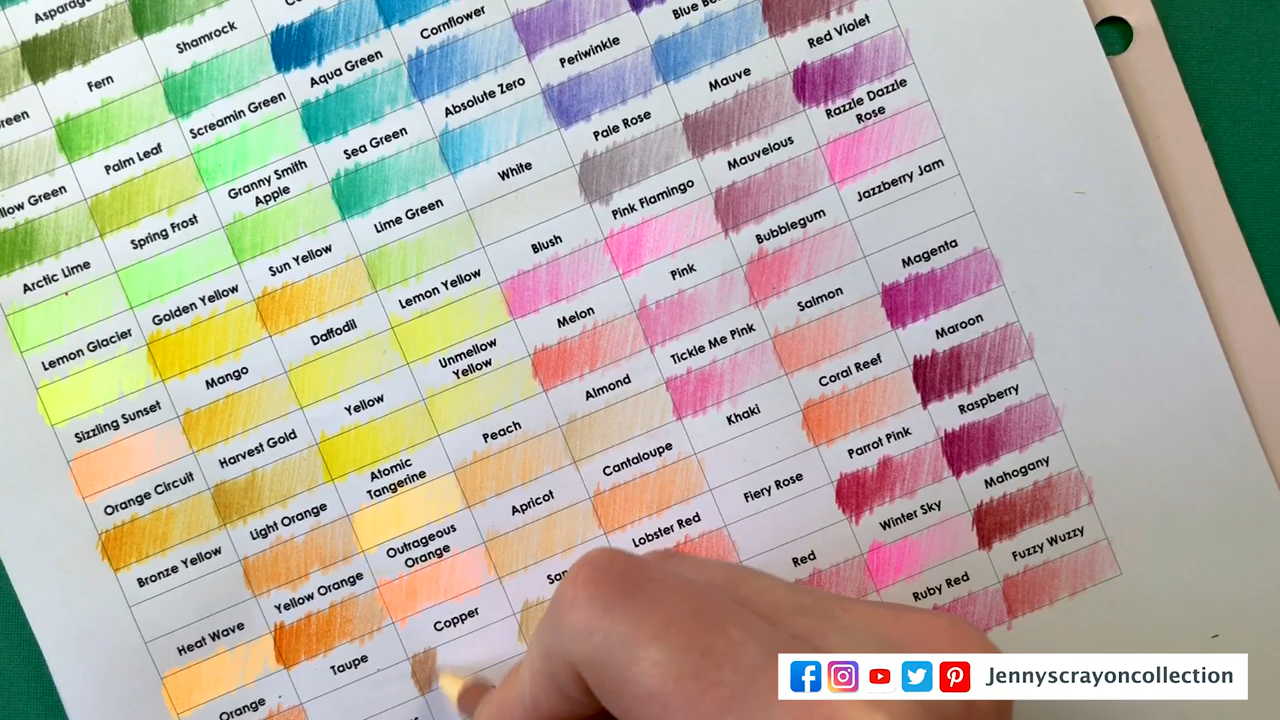 Asparagus
Fern
Palm Leaf
Spring Frost
Golden Yellow
Mango
Harvest Gold
Light Orange
Yellow Orange
Taupe
Arctic Lime
Lemon Glacier
Sizzling Sunset
Orange Circuit
Bronze Yellow
Heat Wave
Orange
Shamrock
Screamin Green
Granny Smith
Apple
Sun Yellow
Daffodil
Yellow
Atomic
Tangerine
Outrageous
Orange
Copper
Aqua Green
Sea Green
Lime Green
Lemon Yellow
Unmellow
Yellow
Peach
Apricot
Cornflower
Absolute Zero
White
Blush
Melon
Almond
Cantaloupe
Lobster Red
Periwinkle
Pale Rose
Pink Flamingo
Pink
Tickle Me Pink
Khaki
Fiery Rose
Red
Mauve
Mauvelous
Bubblegum
Salmon
Coral Reef
Parrot Pink
Winter Sky
Ruby Red
Red Violet
Razzle Dazzle
Rose
Jazzberry Jam
Magenta
Maroon
Raspberry
Mahogany
Fuzzy Wuzzy
Jennyscrayoncollection